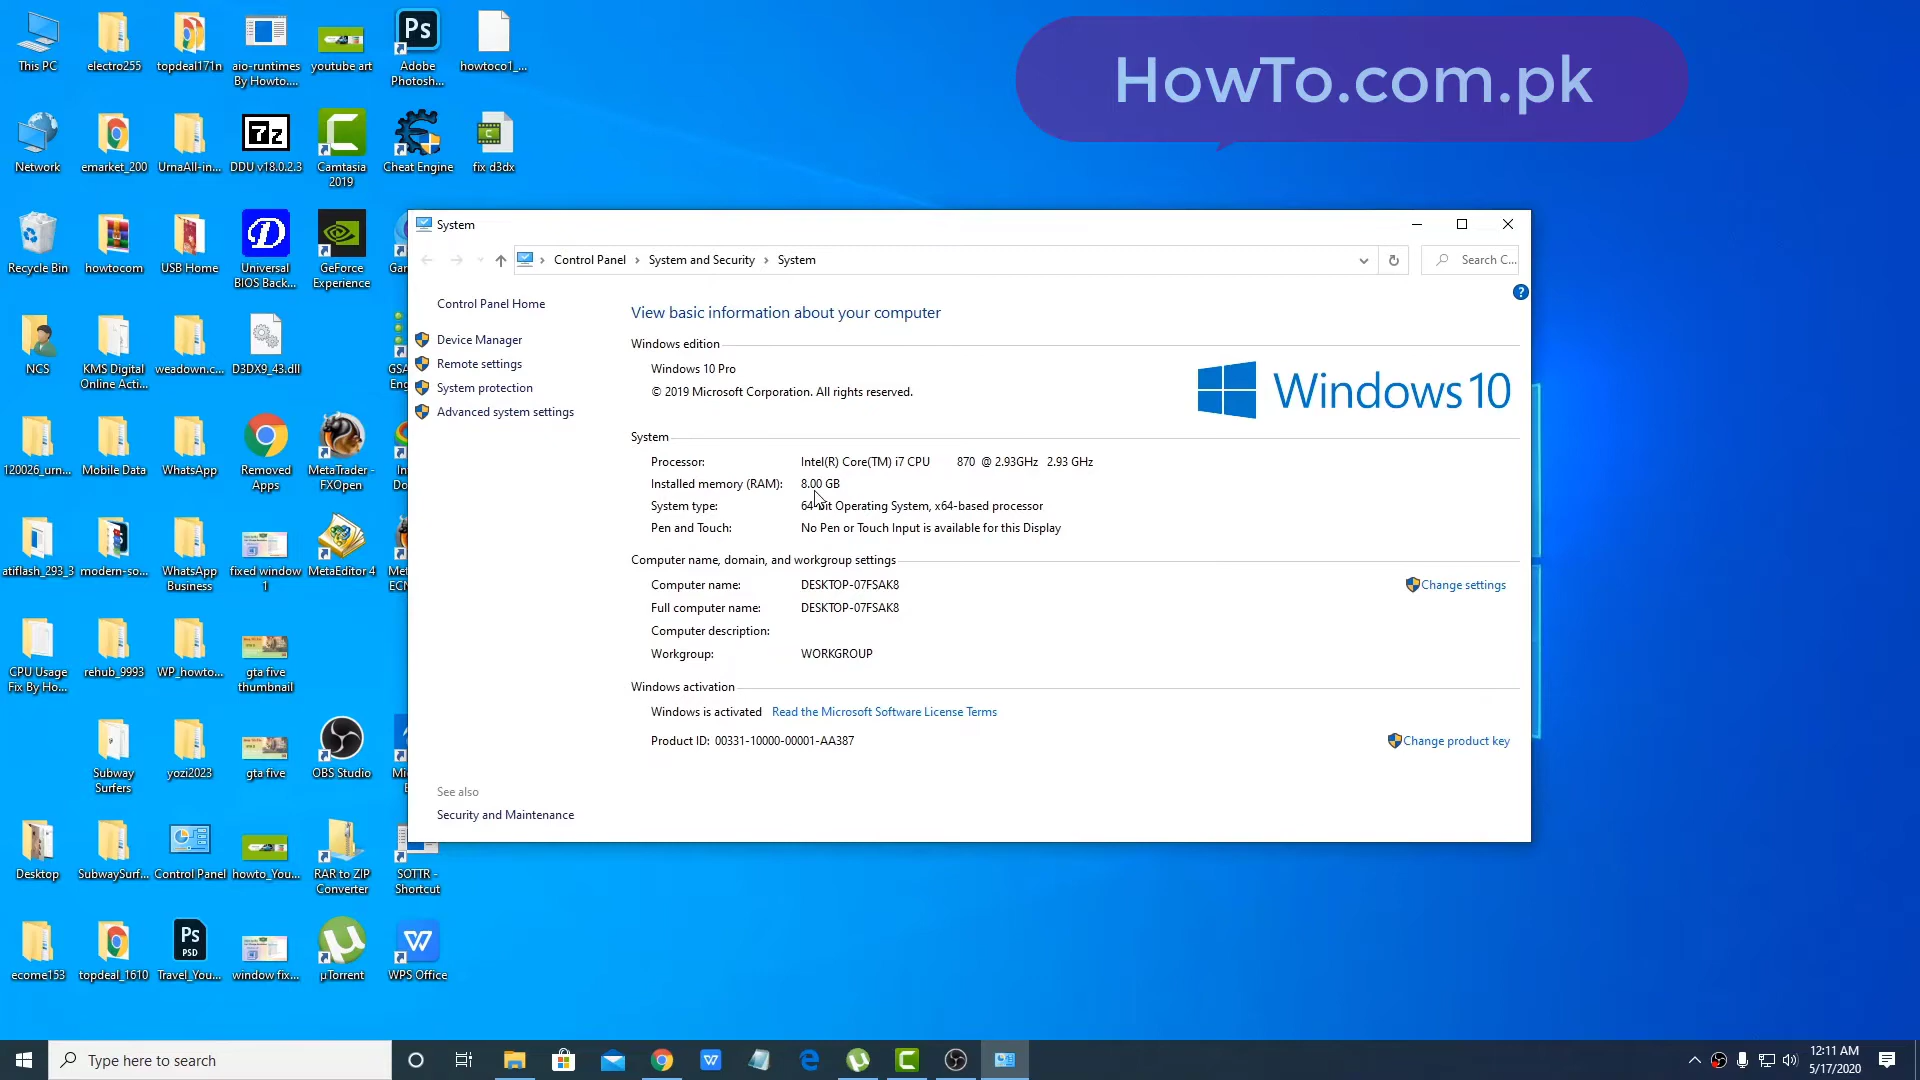 HowTo.com.pk
This PC
electro255
topdeal171n
aio-runtimes
By Howto....
youtube art
Ps
Adobe
Photosh...
howtoco1_...
Network
emarket_200
UrnaAll-in...
7z
DDU v18.0.2.3
Camtasia
2019
Cheat Engine
fix d3dx
Recycle Bin
howtocom
USB Home
Universal
BIOS Back...
GeForce
Experience
NCS
KMS Digital
Online Acti...
weadown.c...
D3DX9_43.dll
120026_urn...
Mobile Data
WhatsApp
Removed
Apps
MetaTrader -
FXOpen
atiflash_293_3
modern-so...
WhatsApp
Business
fixed window
1
MetaEditor 4
CPU Usage
Fix By Ho...
rehub_9993
WP_howto...
gta five
thumbnail
Subway
Surfers
yozi2023
gta five
OBS Studio
Desktop
SubwaySurf...
Control Panel
howto_You...
RAR to ZIP
Converter
SOTTR -
Shortcut
ecome153
topdeal_1610
Ps
PSD
Travel_You...
window fix...
µTorrent
WPS Office
System
Control Panel
System and Security
System
Search C...
Control Panel Home
Device Manager
Remote settings
System protection
Advanced system settings
See also
Security and Maintenance
View basic information about your computer
Windows edition
Windows 10 Pro
© 2019 Microsoft Corporation. All rights reserved.
Windows 10
System
Processor: Intel(R) Core(TM) i7 CPU 870 @ 2.93GHz 2.93 GHz
Installed memory (RAM): 8.00 GB
System type: 64-bit Operating System, x64-based processor
Pen and Touch: No Pen or Touch Input is available for this Display
Computer name, domain, and workgroup settings
Computer name: DESKTOP-07FSAK8
Change settings
Full computer name: DESKTOP-07FSAK8
Computer description:
Workgroup: WORKGROUP
Windows activation
Windows is activated Read the Microsoft Software License Terms
Product ID: 00331-10000-00001-AA387
Change product key
Type here to search
12:11 AM
5/17/2020